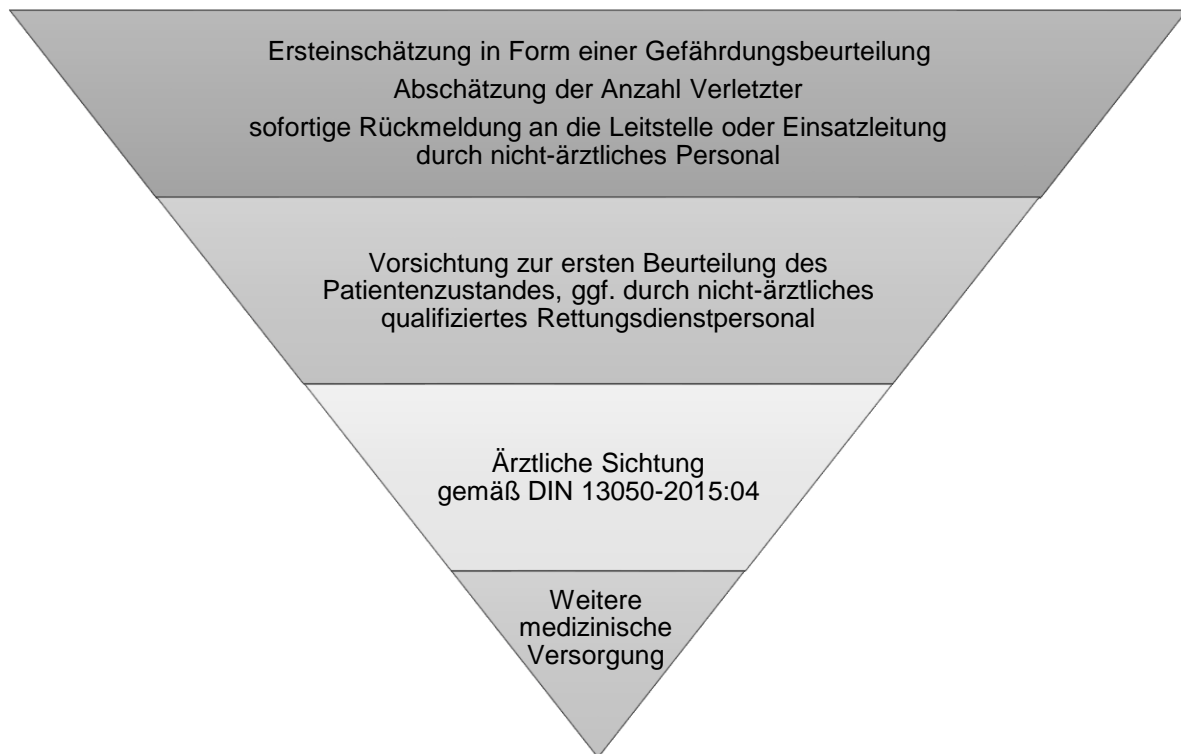 Ersteinschätzung in Form einer Gefährdungsbeurteilung
Abschätzung der Anzahl Verletzter
sofortige Rückmeldung an die Leitstelle oder Einsatzleitung
durch nicht-ärztliches Personal
Vorsichtung zur ersten Beurteilung des
Patientenzustandes, ggf. durch nicht-ärztliches
qualifiziertes Rettungsdienstpersonal
Ärztliche Sichtung
gemäß DIN 13050-2015:04
Weitere
medizinische
Versorgung